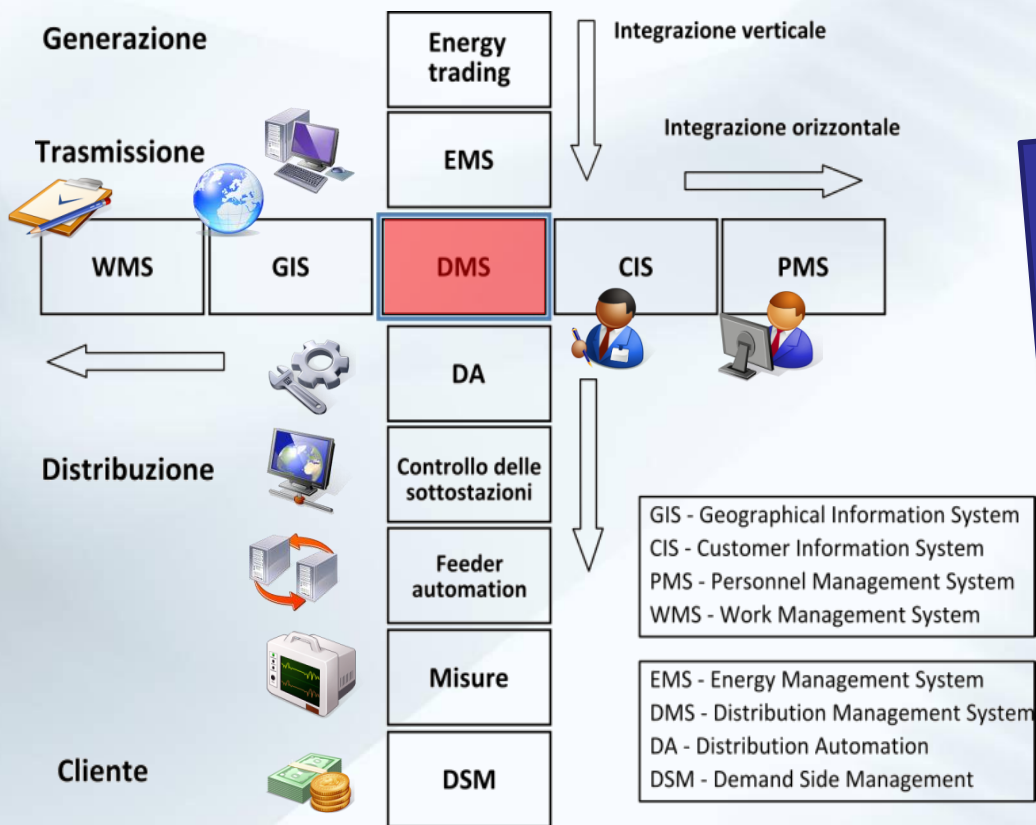 Generazione
Energy
trading
Integrazione verticale
Integrazione orizzontale
Trasmissione
EMS
WMS
GIS
DMS
CIS
PMS
DA
Distribuzione
Controllo delle
sottostazioni
Feeder
automation
Misure
Cliente
DSM
GIS - Geographical Information System
CIS - Customer Information System
PMS - Personnel Management System
WMS - Work Management System
EMS - Energy Management System
DMS - Distribution Management System
DA - Distribution Automation
DSM - Demand Side Management